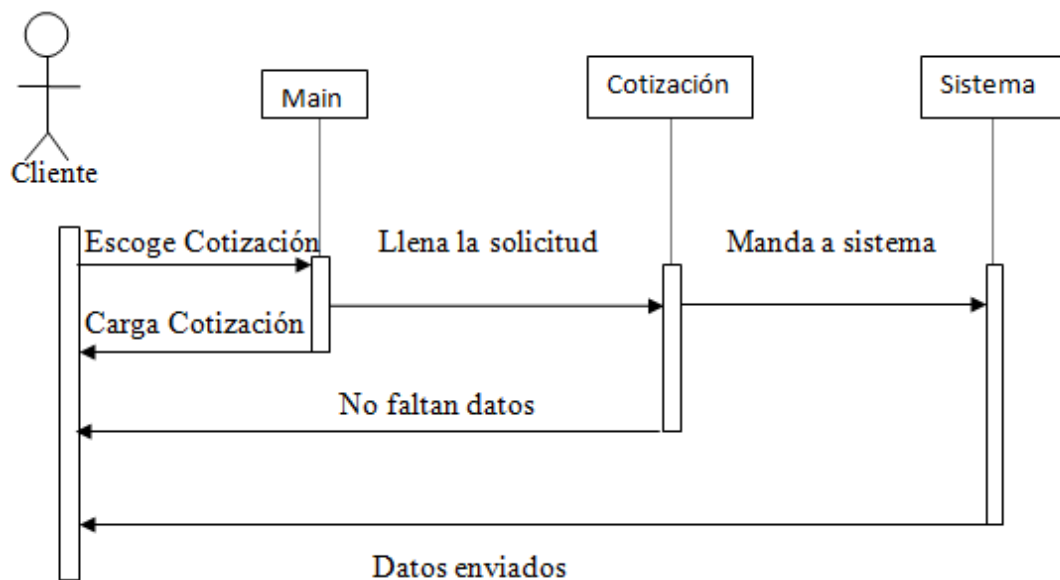 Main
Cotización
Sistema
Cliente
Escoge Cotización
Llena la solicitud
Manda a sistema
Carga Cotización
No faltan datos
Datos enviados